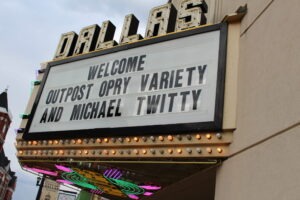 DALLAS
WELCOME
OUTPOST OPRY VARIETY
AND MICHAEL TWITTY